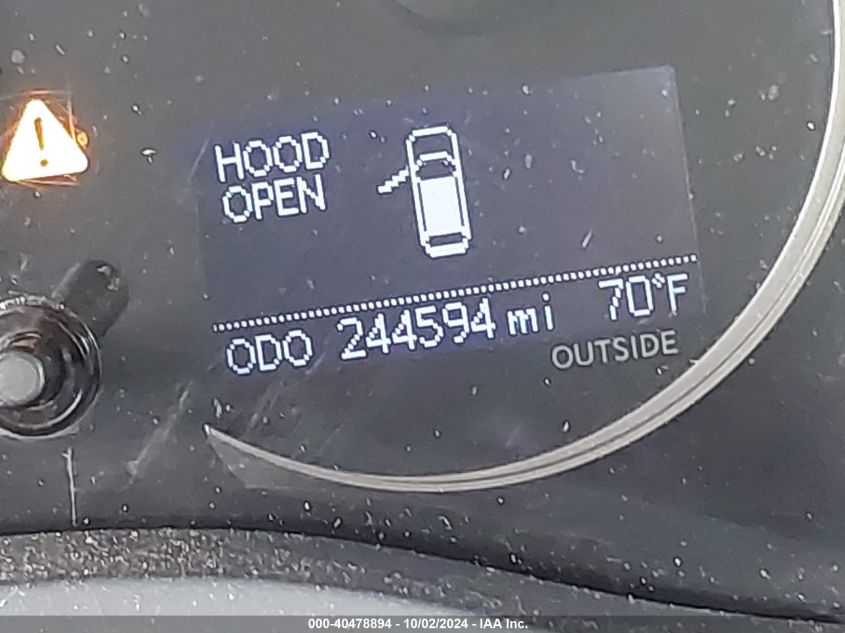 HOOD
OPEN
ODO 244594 mi 70°F
OUTSIDE
000-40478894 - 10/02/2024 - IAA Inc.